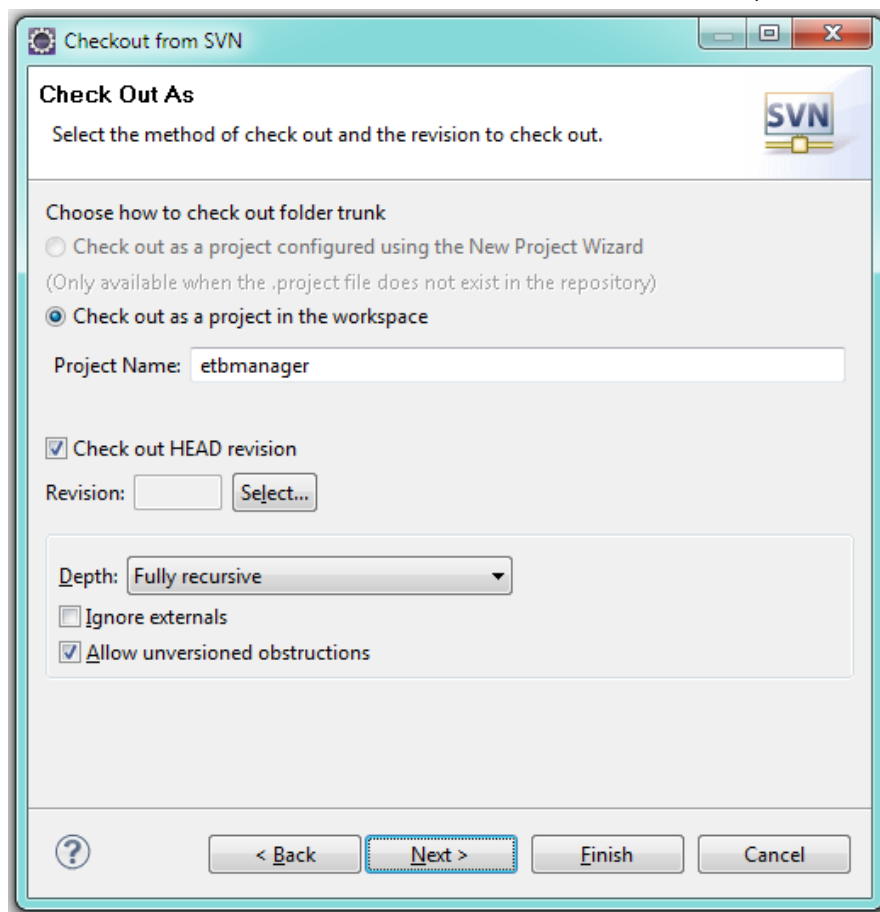 Checkout from SVN
Check Out As
Select the method of check out and the revision to check out.
SVN
Choose how to check out folder trunk
Check out as a project configured using the New Project Wizard
(Only available when the .project file does not exist in the repository)
Check out as a project in the workspace
Project Name: etbmanager
Check out HEAD revision
Revision: Select...
Depth: Fully recursive
Ignore externals
Allow unversioned obstructions
? < Back Next > Finish Cancel